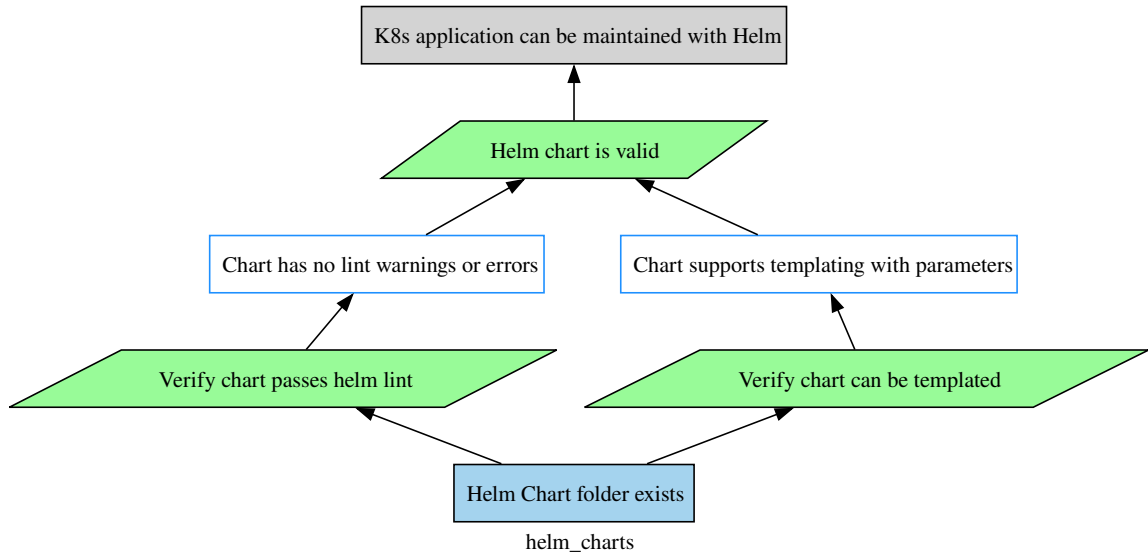 K8s application can be maintained with Helm
Helm chart is valid
Chart has no lint warnings or errors
Chart supports templating with parameters
Verify chart passes helm lint
Verify chart can be templated
Helm Chart folder exists
helm_charts